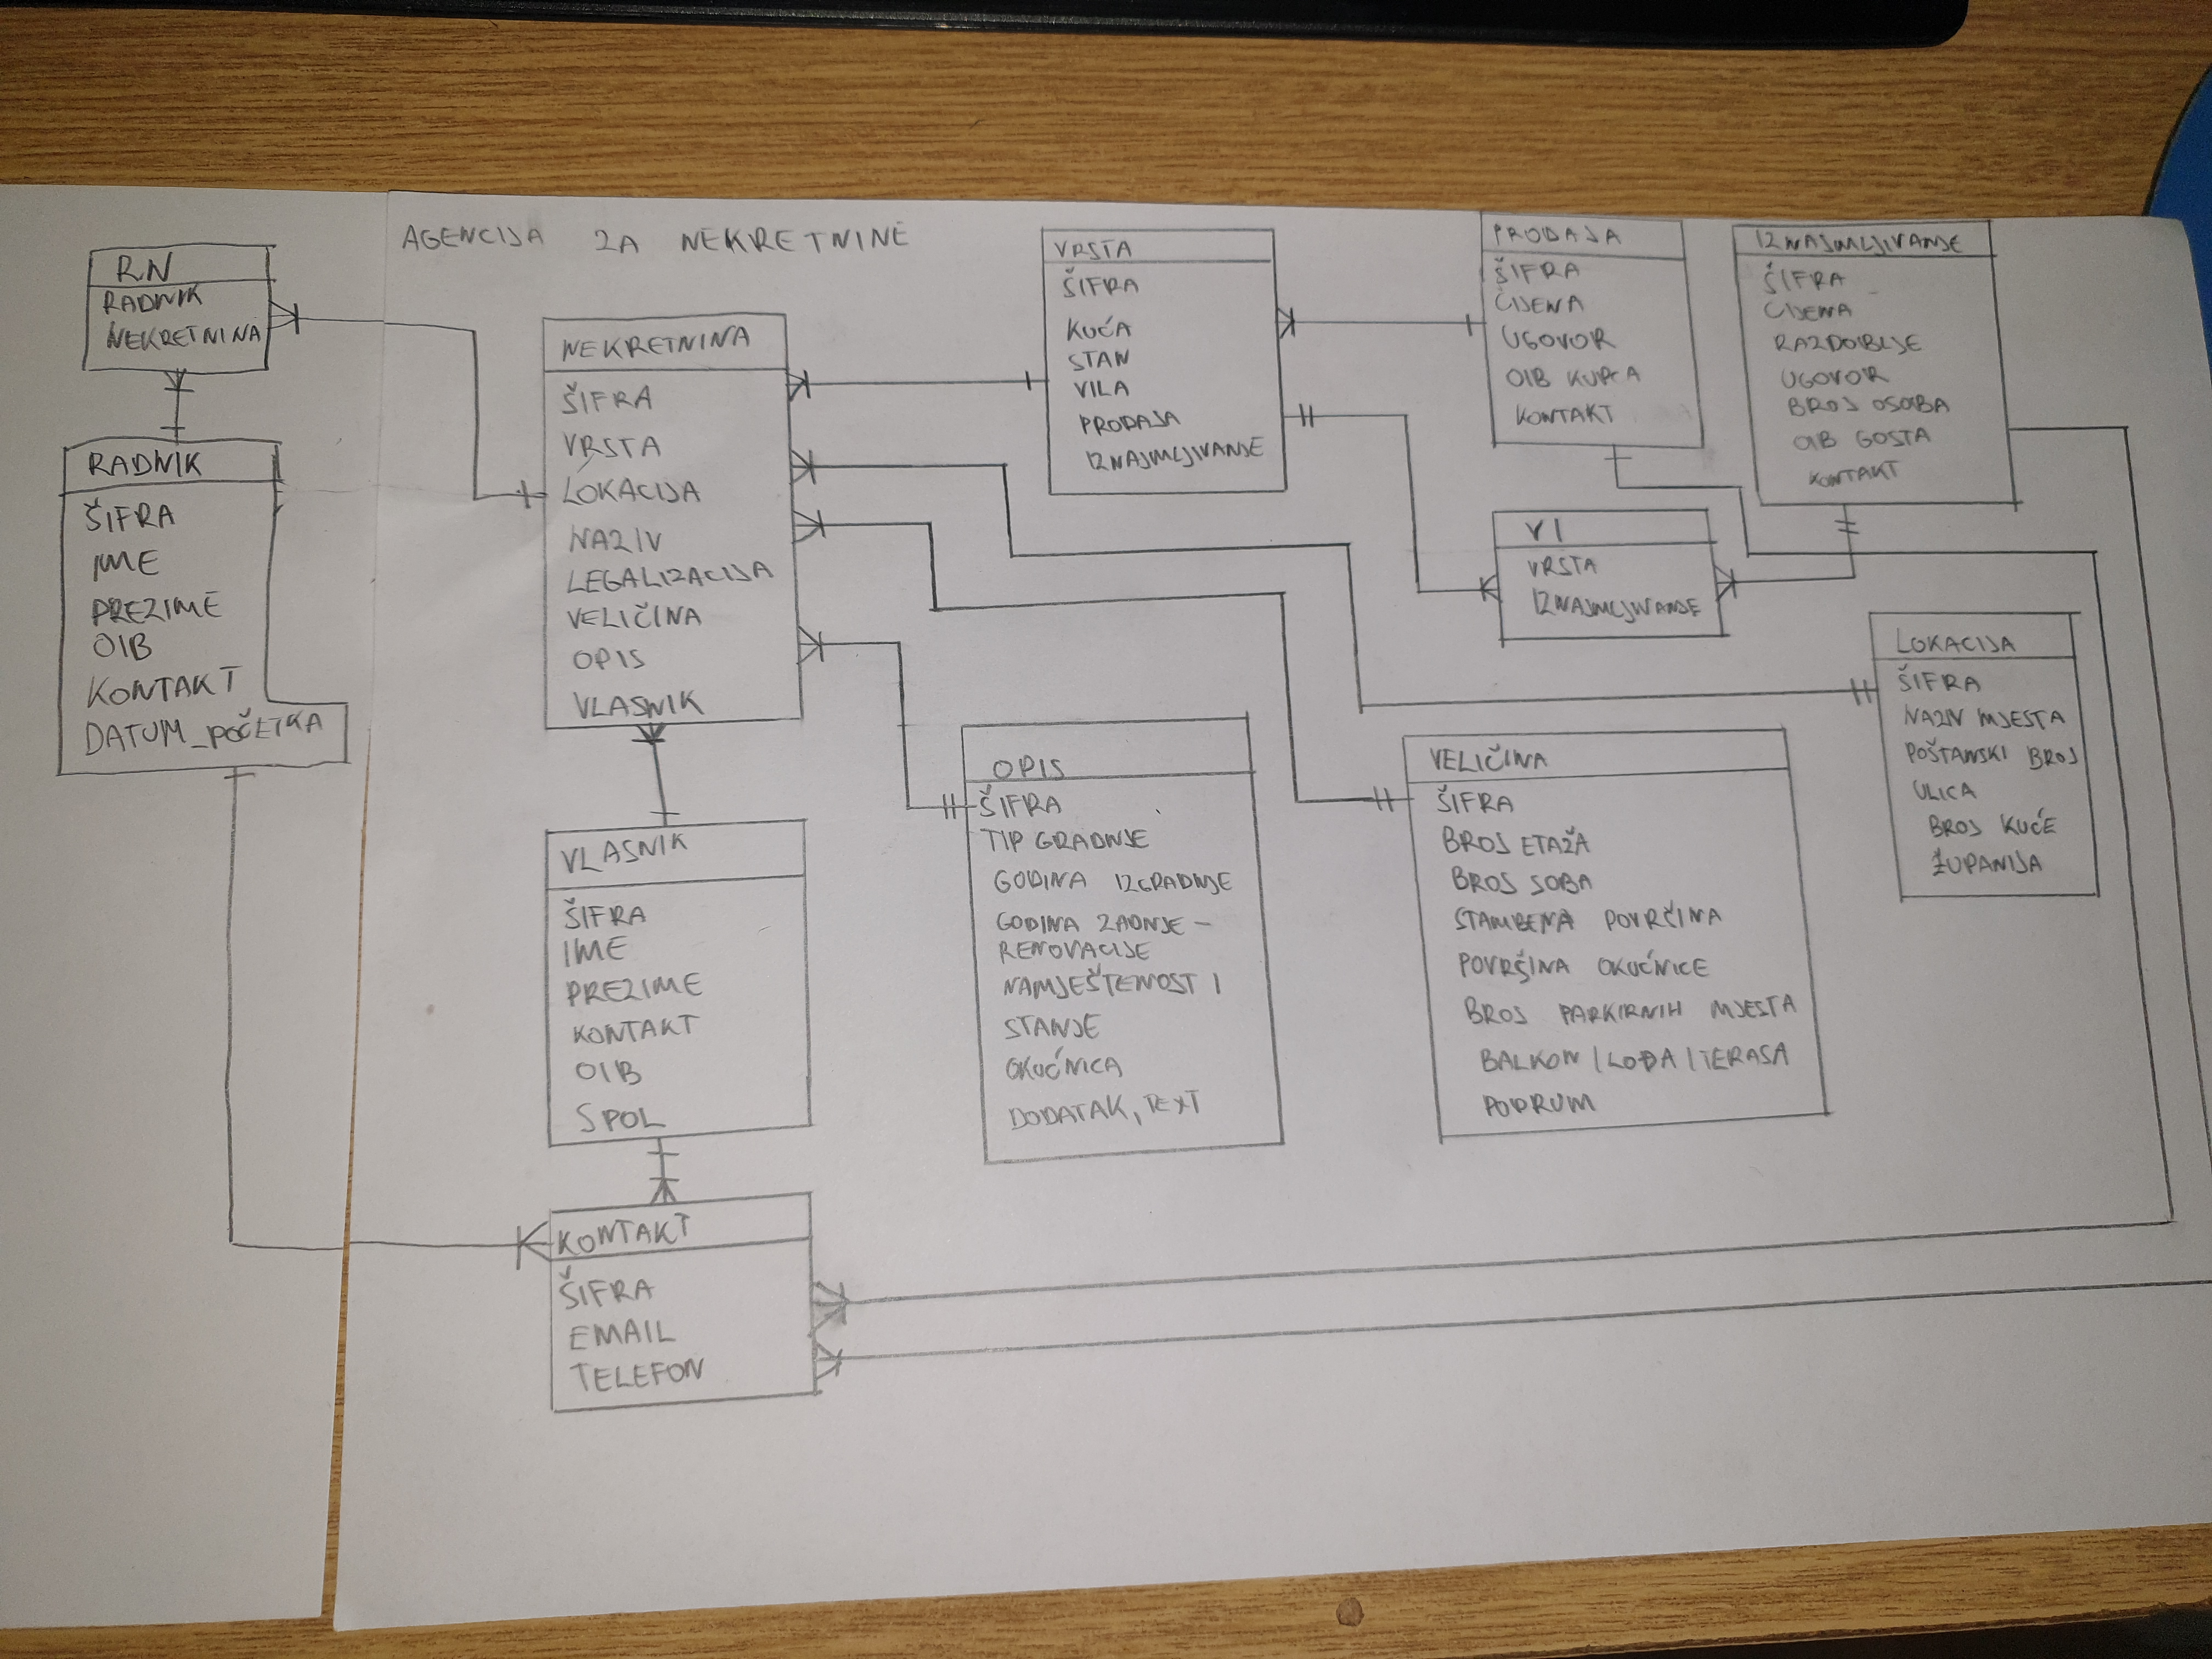 AGENCIJA ZA NEKRETNINE
RN
RADNIK
NEKRETNINA
RADNIK
ŠIFRA
IME
PREZIME
OIB
KONTAKT
DATUM_POČETKA
NEKRETNINA
ŠIFRA
VRSTA
LOKACIJA
NAZIV
LEGALIZACIJA
VELIČINA
OPIS
VLASNIK
VLASNIK
ŠIFRA
IME
PREZIME
KONTAKT
OIB
SPOL
KONTAKT
ŠIFRA
EMAIL
TELEFON
VRSTA
ŠIFRA
KUĆA
STAN
VILA
PRODAJA
IZNAJMLJIVANJE
OPIS
ŠIFRA
TIP GRADNJE
GODINA IZGRADNJE
GODINA ZADNJE -
RENOVACIJE
NAMJEŠTENOST I
STANJE
OKUĆNICA
DODATAK, TEXT
PRODAJA
ŠIFRA
CIJENA
UGOVOR
OIB KUPCA
KONTAKT
IZNAJMLJIVANJE
ŠIFRA
CIJENA
RAZDOBLJE
UGOVOR
BROJ OSOBA
OIB GOSTA
KONTAKT
VI
VRSTA
IZNAJMLJIVANJE
VELIČINA
ŠIFRA
BROJ ETAŽA
BROJ SOBA
STAMBENA POVRČINA
POVRŠINA OKUĆNICE
BROJ PARKIRNIH MJESTA
BALKON/LOĐA/TERASA
PODRUM
LOKACIJA
ŠIFRA
NAZIV MJESTA
POŠTANSKI BROJ
ULICA
BROJ KUĆE
ŽUPANIJA